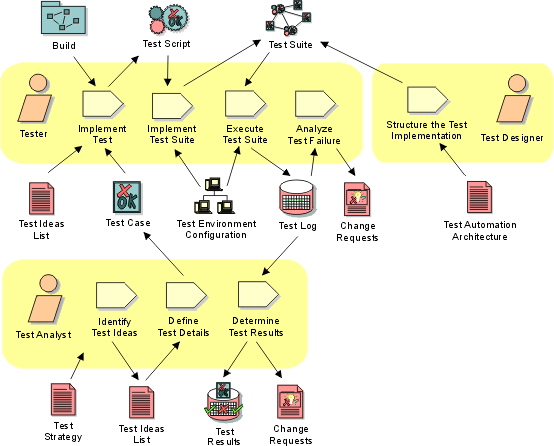 Build
Test Script
Test Suite
Tester
Implement
Test
Implement
Test Suite
Execute
Test Suite
Analyze
Test Failure
Structure the Test
Implementation
Test Designer
Test Ideas
List
Test Case
Test Environment
Configuration
Test Log
Change
Requests
Test Automation
Architecture
Test Analyst
Identify
Test Ideas
Define
Test Details
Determine
Test Results
Test
Strategy
Test Ideas
List
Test
Results
Change
Requests